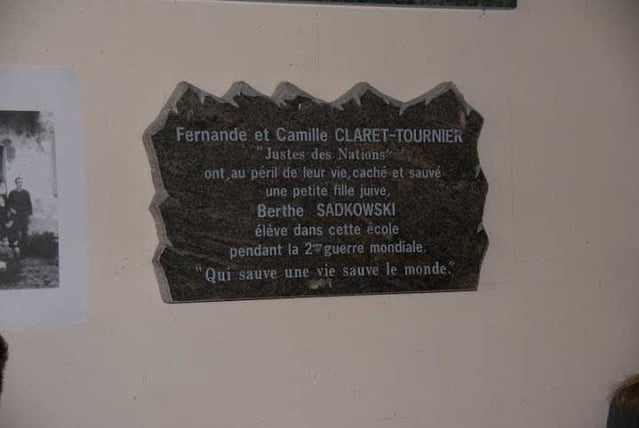 Fernande et Camille CLARET-TOURNIER
"Justes des Nations"
ont,au péril de leur vie,caché et sauvé
une petite fille juive,
Berthe SADKOWSKI
éléve dans cette école
pendant la 2ème guerre mondiale.
"Qui sauve une vie sauve le monde."